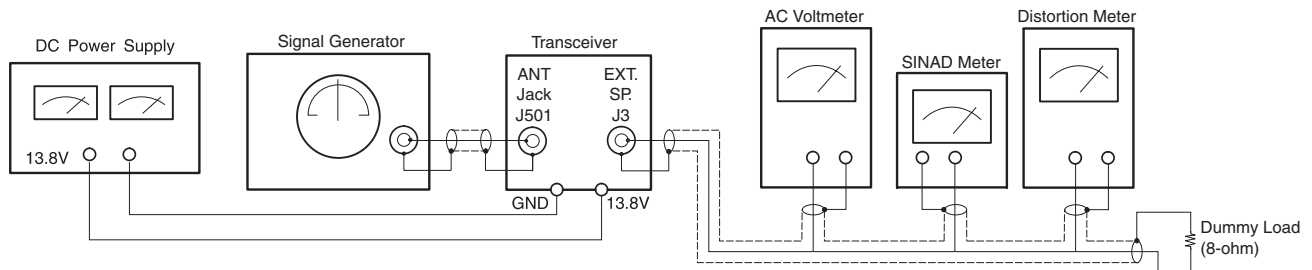 AC Voltmeter
Distortion Meter
DC Power Supply
Signal Generator
Transceiver
SINAD Meter
ANT
Jack
J501
EXT.
SP.
J3
13.8V
GND
13.8V
Dummy Load
(8-ohm)